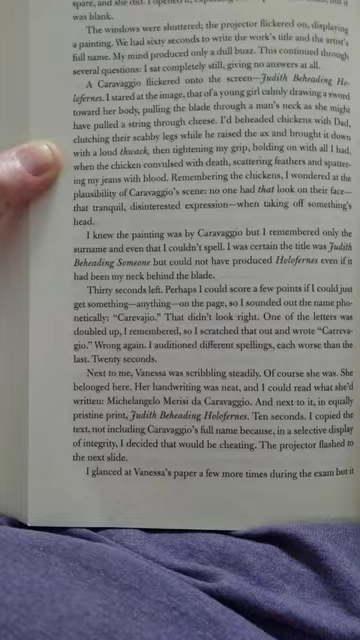 spare, and she did. I opened it,
was blank.
The windows were shuttered; the projector flickered on, displaying
a painting. We had sixty seconds to write the work's title and the artist's
full name. My mind produced only a dull buzz. This continued through
several questions: I sat completely still, giving no answers at all.
A Caravaggio flickered onto the screen—Judith Beheading Ho-
lofernes. I stared at the image, that of a young girl calmly drawing a sword
toward her body, pulling the blade through a man's neck as she might
have pulled a string through cheese. I'd beheaded chickens with Dad,
clutching their scabby legs while he raised the ax and brought it down
with a loud thwack, then tightening my grip, holding on with all I had,
when the chicken convulsed with death, scattering feathers and spatter-
ing my jeans with blood. Remembering the chickens, I wondered at the
plausibility of Caravaggio's scene: no one had that look on their face—
that tranquil, disinterested expression—when taking off something's
head.
I knew the painting was by Caravaggio but I remembered only the
surname and even that I couldn't spell. I was certain the title was Judith
Beheading Someone but could not have produced Holofernes even if it
had been my neck behind the blade.
Thirty seconds left. Perhaps I could score a few points if I could just
get something—anything—on the page, so I sounded out the name pho-
netically: "Carevajio." That didn't look right. One of the letters was
doubled up, I remembered, so I scratched that out and wrote "Carreva-
gio." Wrong again. I auditioned different spellings, each worse than the
last. Twenty seconds.
Next to me, Vanessa was scribbling steadily. Of course she was. She
belonged here. Her handwriting was neat, and I could read what she'd
written: Michelangelo Merisi da Caravaggio. And next to it, in equally
pristine print, Judith Beheading Holofernes. Ten seconds. I copied the
text, not including Caravaggio's full name because, in a selective display
of integrity, I decided that would be cheating. The projector flashed to
the next slide.
I glanced at Vanessa's paper a few more times during the exam but it